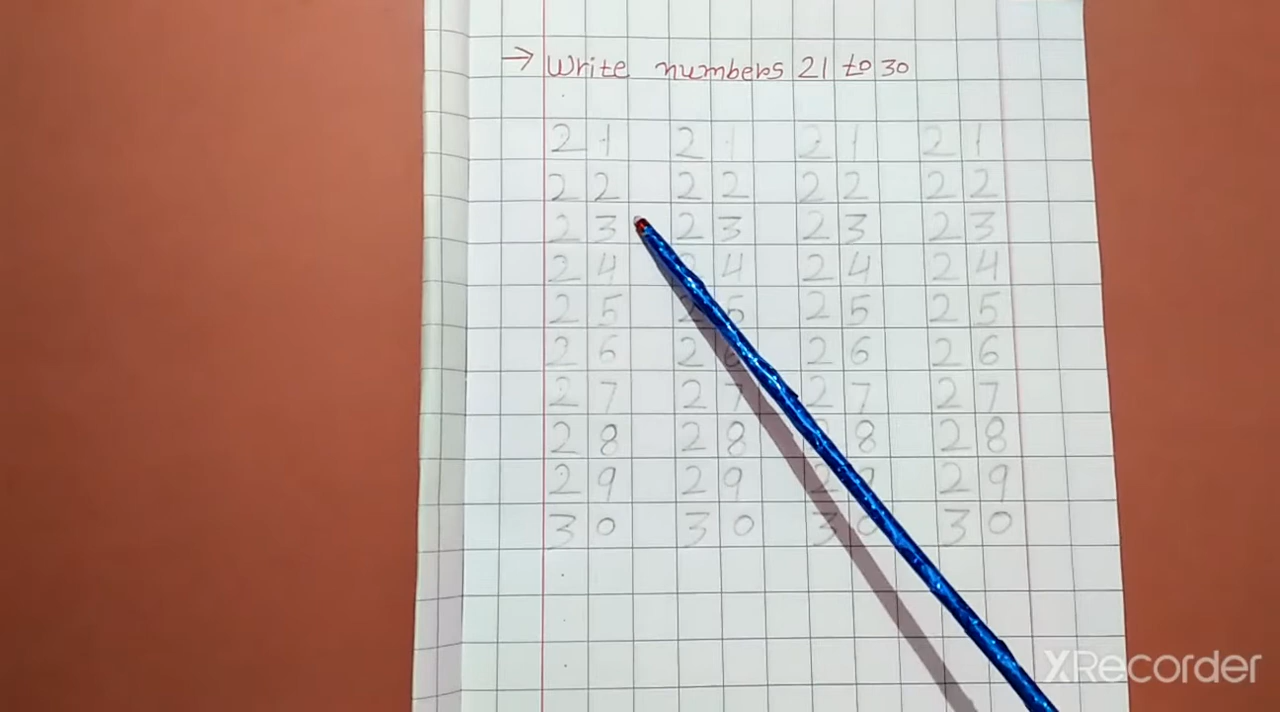 → Write numbers 21 to 30
21 21 21 21
22 22 22 22
23 23 23 23
24 24 24 24
25 25 25 25
26 26 26 26
27 27 27 27
28 28 28 28
29 29 29 29
30 30 30 30
XRecorder